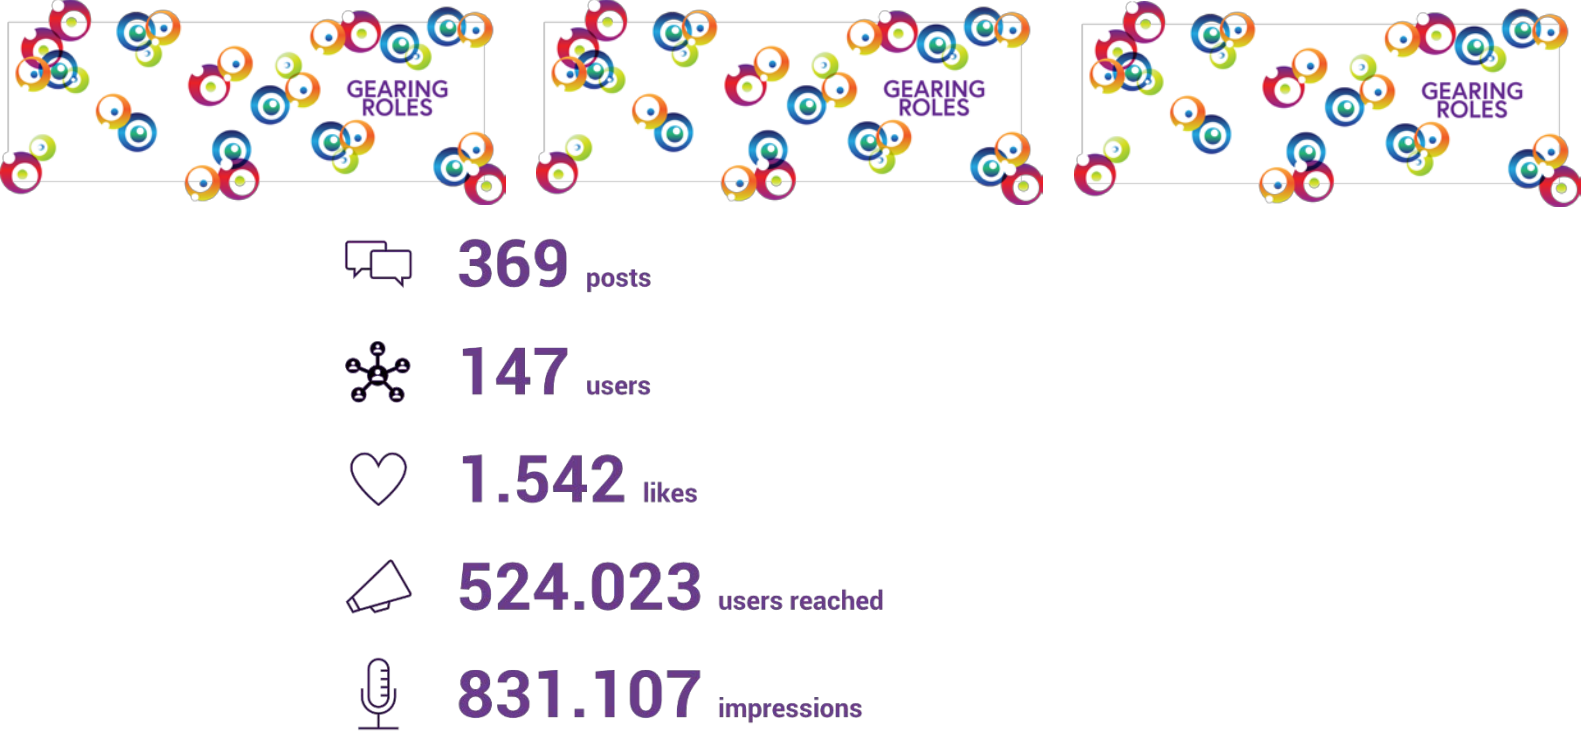 GEARING
ROLES
GEARING
ROLES
GEARING
ROLES
369 posts
147 users
1.542 likes
524.023 users reached
831.107 impressions